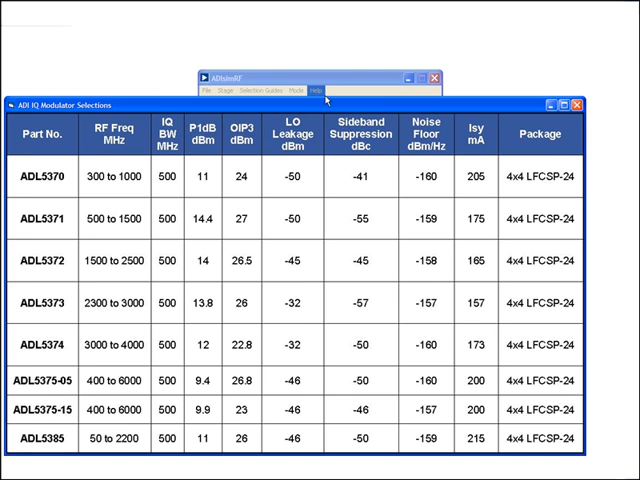 ADIsimRF
File Stage Selection Guides Mode Help
ADI IQ Modulator Selections
Part No. RF Freq MHz IQ BW MHz P1dB dBm OIP3 dBm LO Leakage dBm Sideband Suppression dBc Noise Floor dBm/Hz Isy mA Package
ADL5370 300 to 1000 500 11 24 -50 -41 -160 205 4x4 LFCSP-24
ADL5371 500 to 1500 500 14.4 27 -50 -55 -159 175 4x4 LFCSP-24
ADL5372 1500 to 2500 500 14 26.5 -45 -45 -158 165 4x4 LFCSP-24
ADL5373 2300 to 3000 500 13.8 26 -32 -57 -157 157 4x4 LFCSP-24
ADL5374 3000 to 4000 500 12 22.8 -32 -50 -160 173 4x4 LFCSP-24
ADL5375-05 400 to 6000 500 9.4 26.8 -46 -50 -160 200 4x4 LFCSP-24
ADL5375-15 400 to 6000 500 9.9 23 -46 -46 -157 200 4x4 LFCSP-24
ADL5385 50 to 2200 500 11 26 -46 -50 -159 215 4x4 LFCSP-24